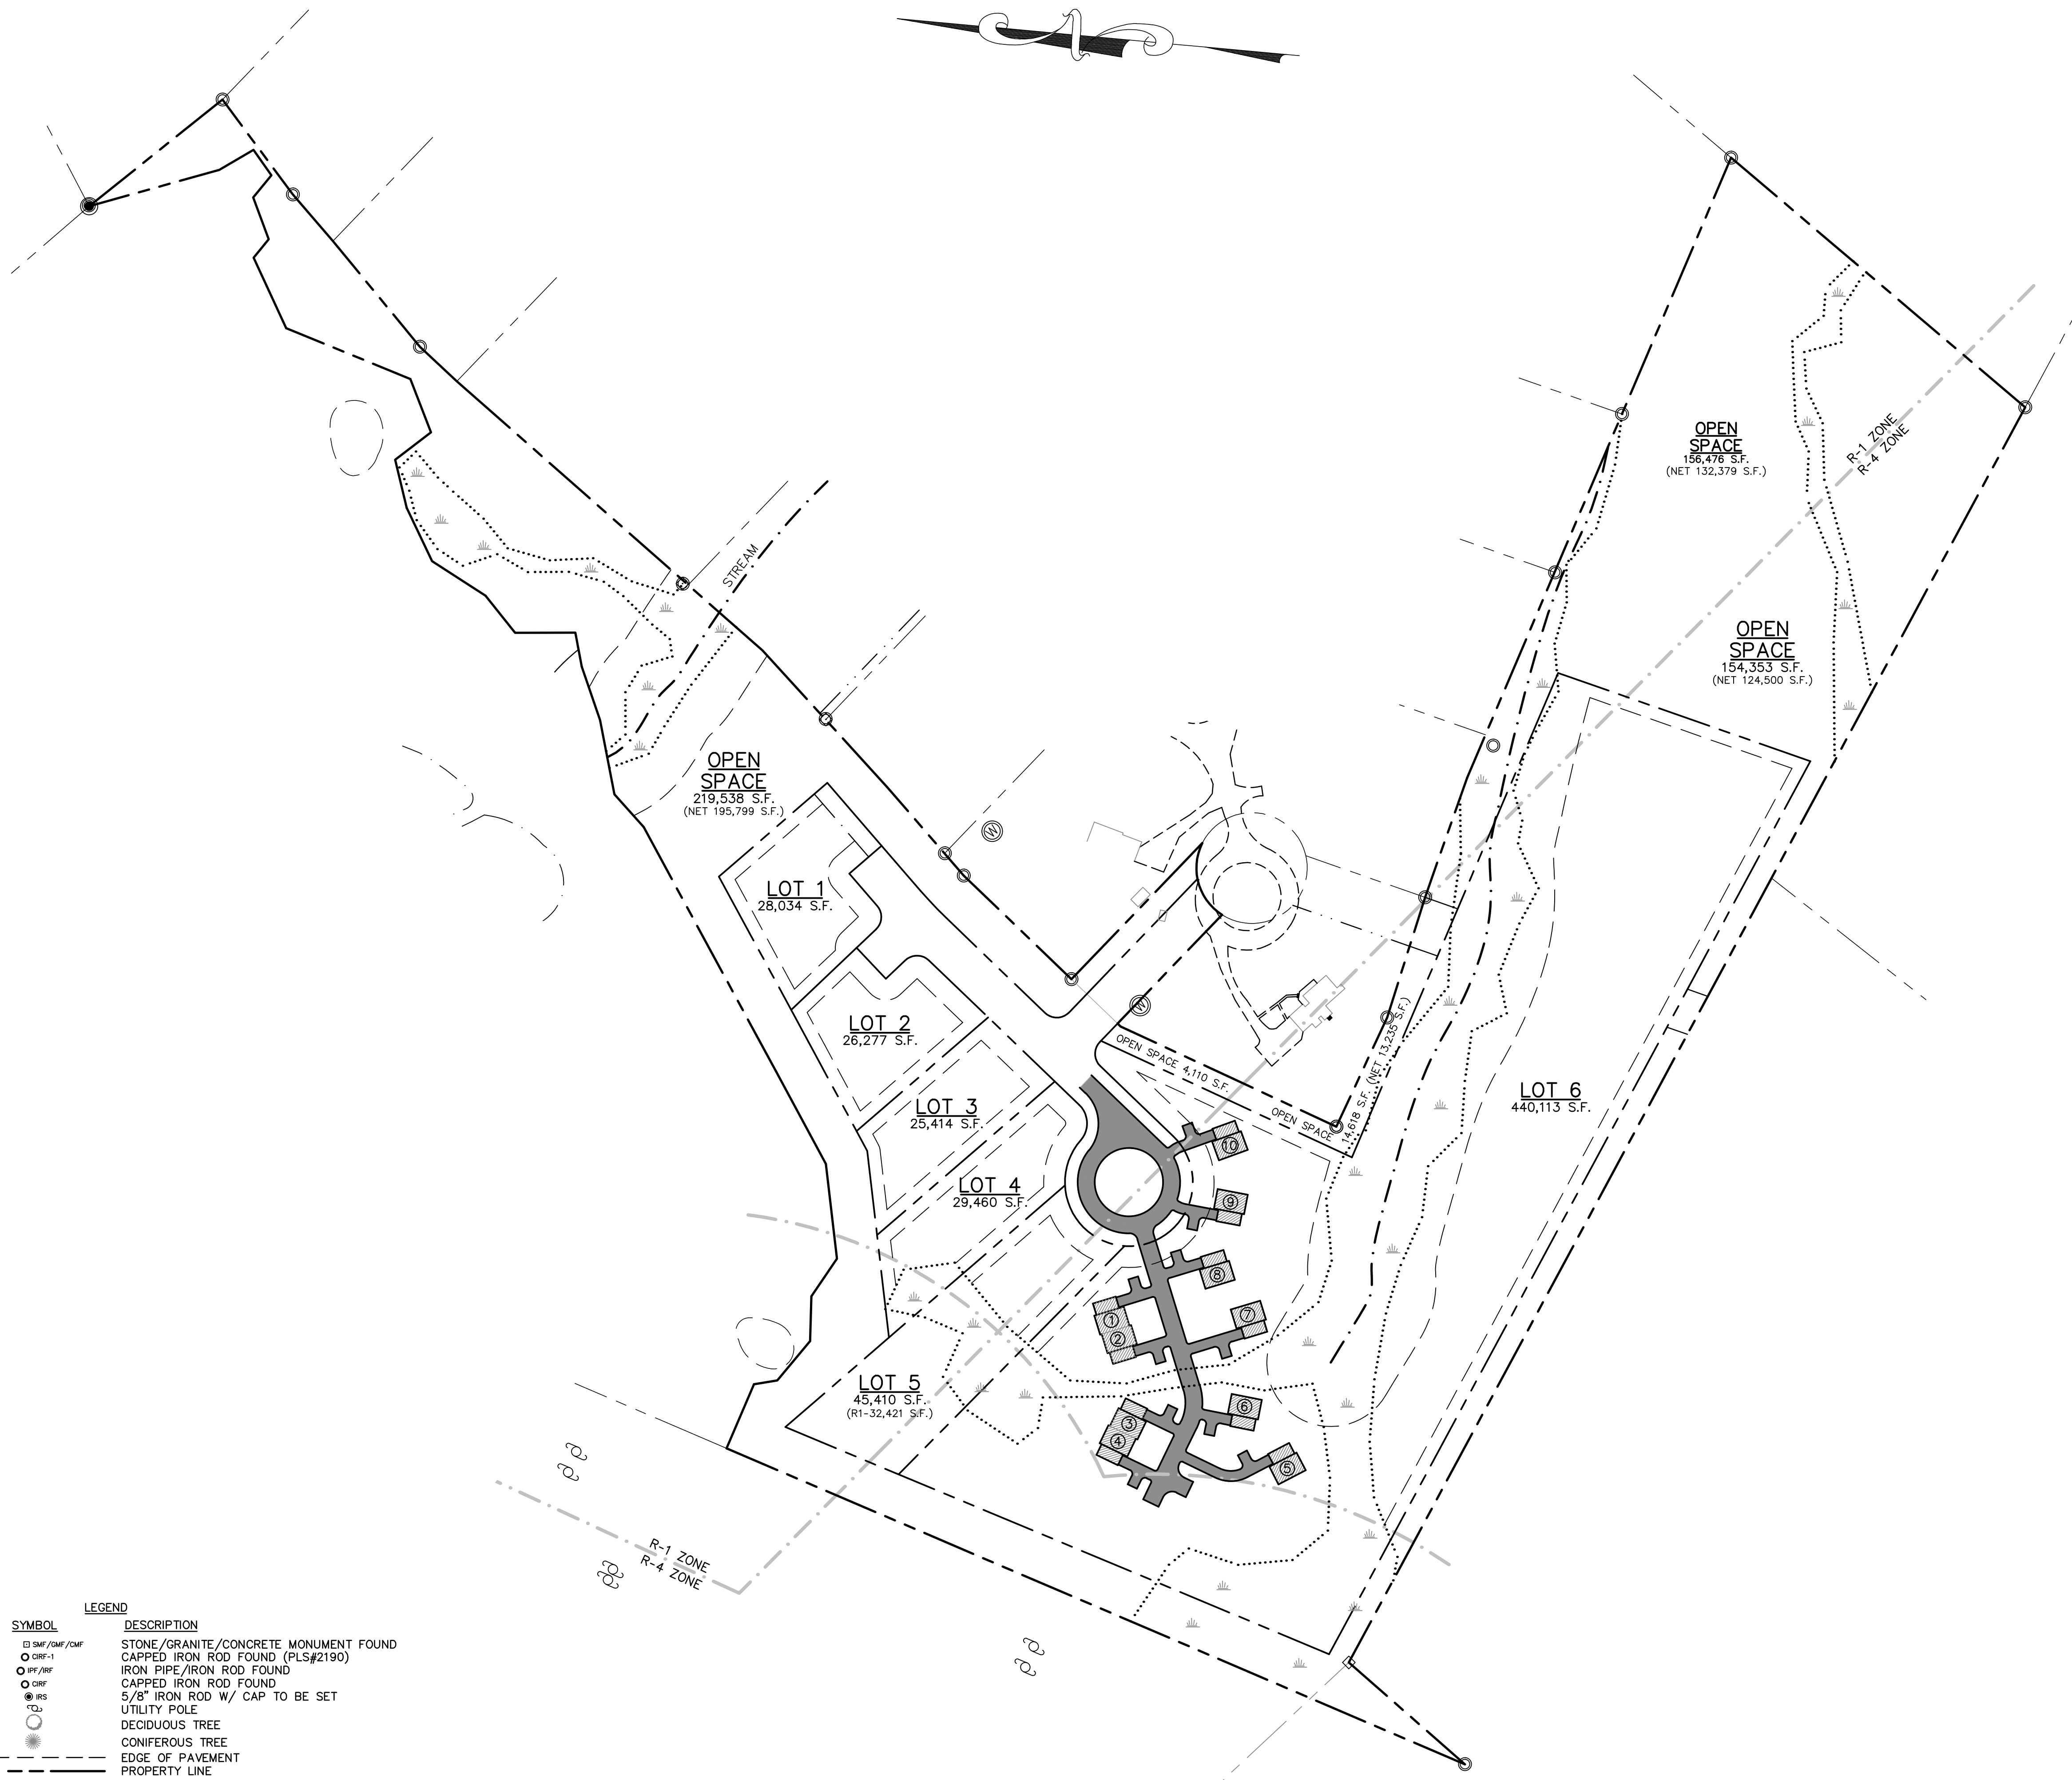 N
OPEN
SPACE
156,476 S.F.
(NET 132,379 S.F.)
R-1 ZONE
R-4 ZONE
STREAM
OPEN
SPACE
154,353 S.F.
(NET 124,500 S.F.)
OPEN
SPACE
219,538 S.F.
(NET 195,799 S.F.)
W
LOT 1
28,034 S.F.
W
LOT 2
26,277 S.F.
OPEN SPACE 4,110 S.F.
OPEN SPACE
14,618 S.F. (NET 13,235 S.F.)
LOT 6
440,113 S.F.
LOT 3
25,414 S.F.
LOT 4
29,460 S.F.
10
9
8
7
1
2
LOT 5
45,410 S.F.
(R1-32,421 S.F.)
6
3
4
5
R-1 ZONE
R-4 ZONE
LEGEND
SYMBOL DESCRIPTION
SMF/GMF/CMF STONE/GRANITE/CONCRETE MONUMENT FOUND
CIRF-1 CAPPED IRON ROD FOUND (PLS#2190)
IPF/IRF IRON PIPE/IRON ROD FOUND
CIRF CAPPED IRON ROD FOUND
IRS 5/8" IRON ROD W/ CAP TO BE SET
UTILITY POLE
DECIDUOUS TREE
CONIFEROUS TREE
EDGE OF PAVEMENT
PROPERTY LINE